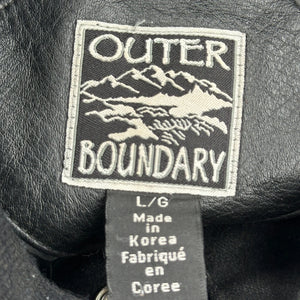 OUTER
BOUNDARY
L/G
Made
in
Korea
Fabriqué
en
Coree